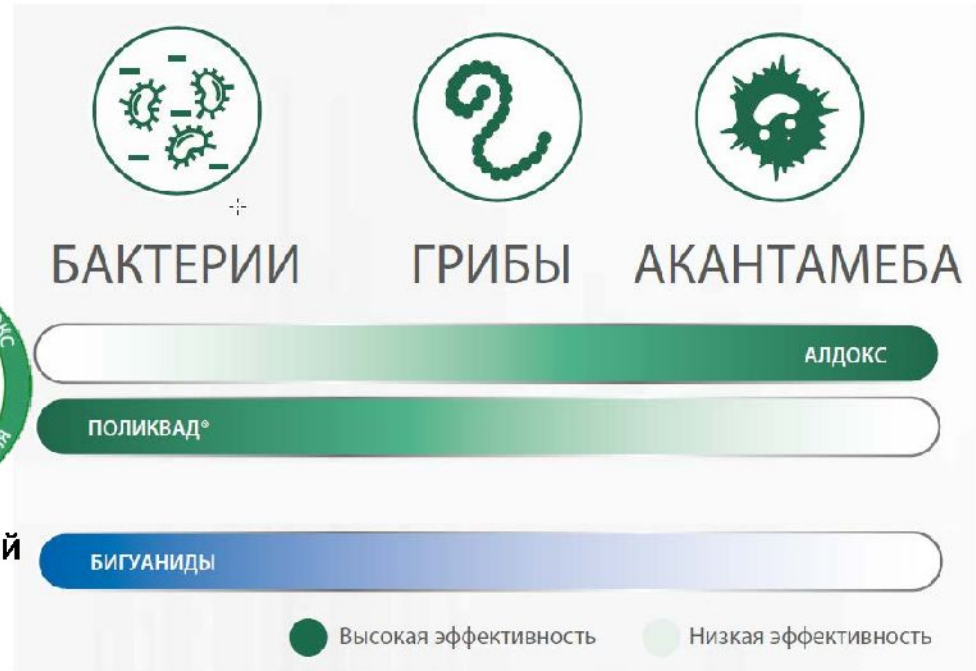 БАКТЕРИИ ГРИБЫ АКАНТАМЕБА
АЛДОКС
ПОЛИКВАД®
й
БИГУАНИДЫ
Высокая эффективность Низкая эффективность